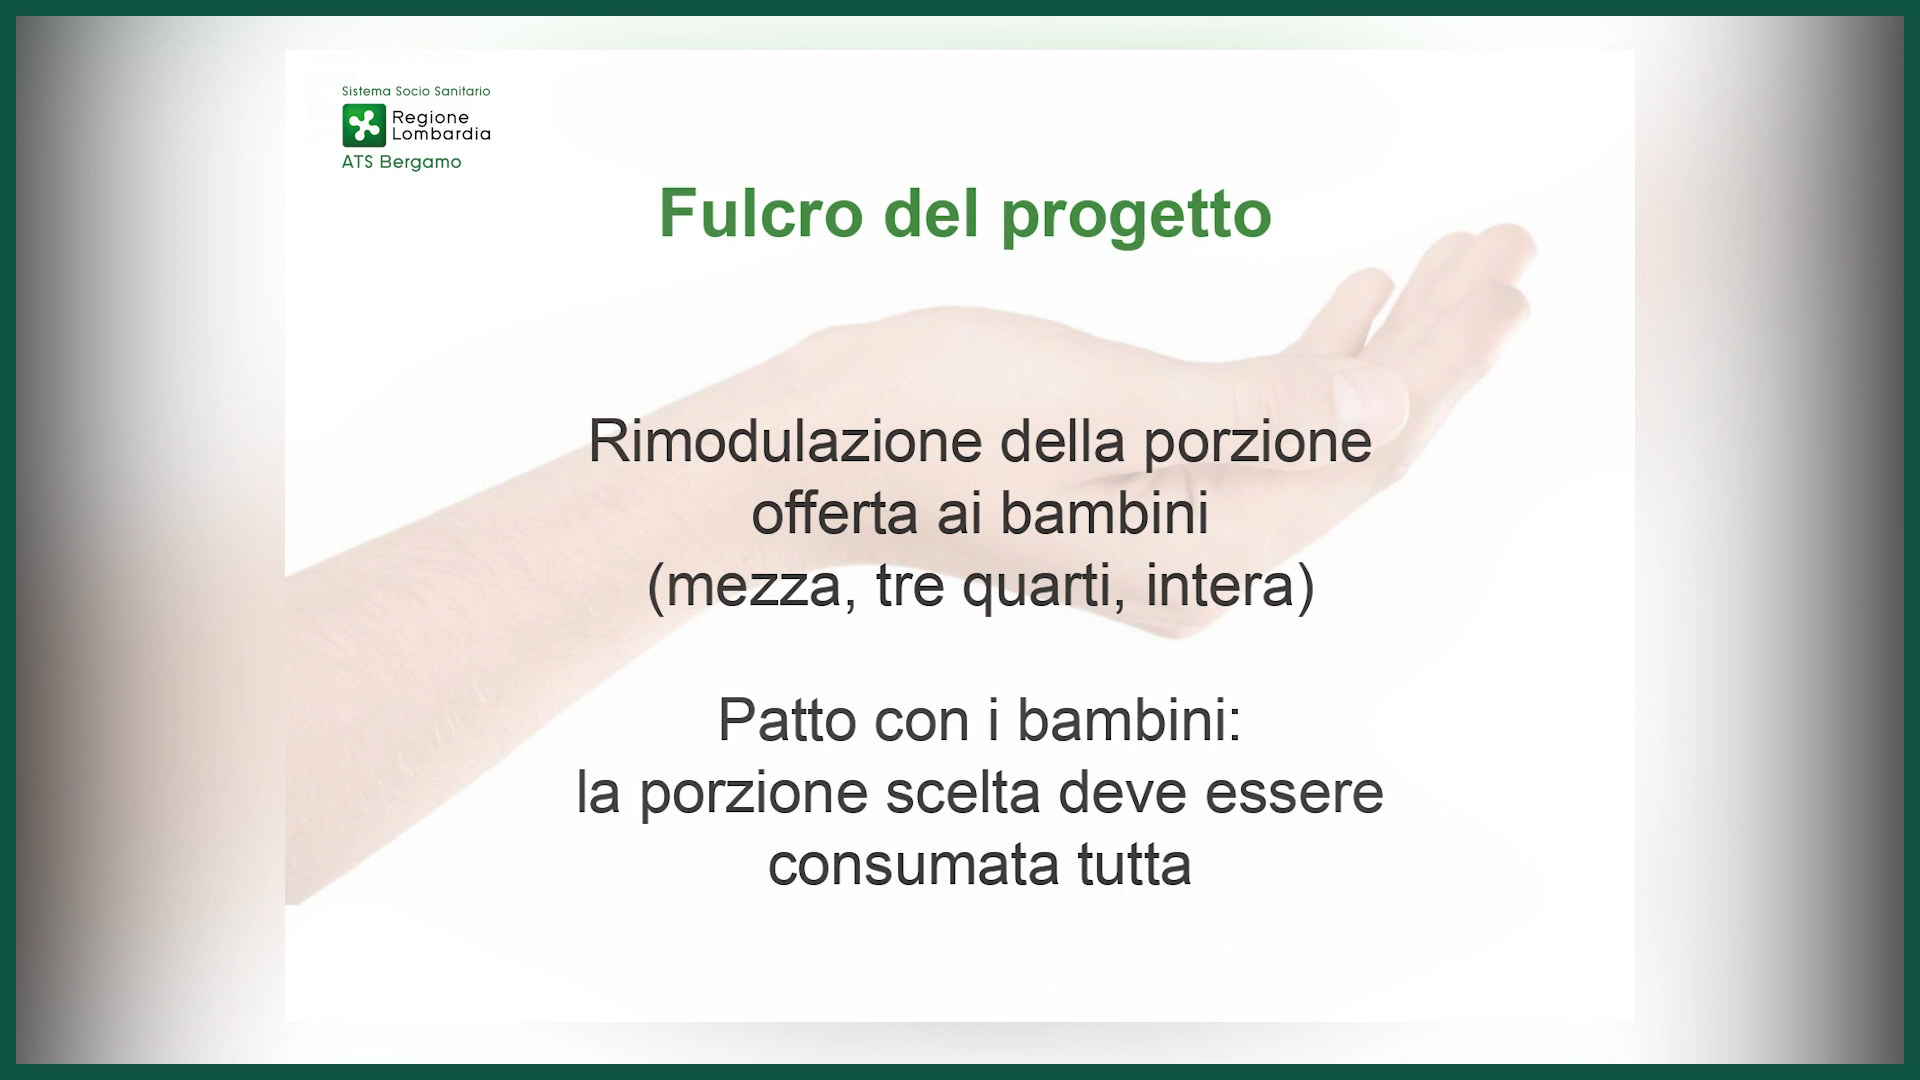 Sistema Socio Sanitario
Regione
Lombardia
ATS Bergamo
Fulcro del progetto
Rimodulazione della porzione
offerta ai bambini
(mezza, tre quarti, intera)
Patto con i bambini:
la porzione scelta deve essere
consumata tutta